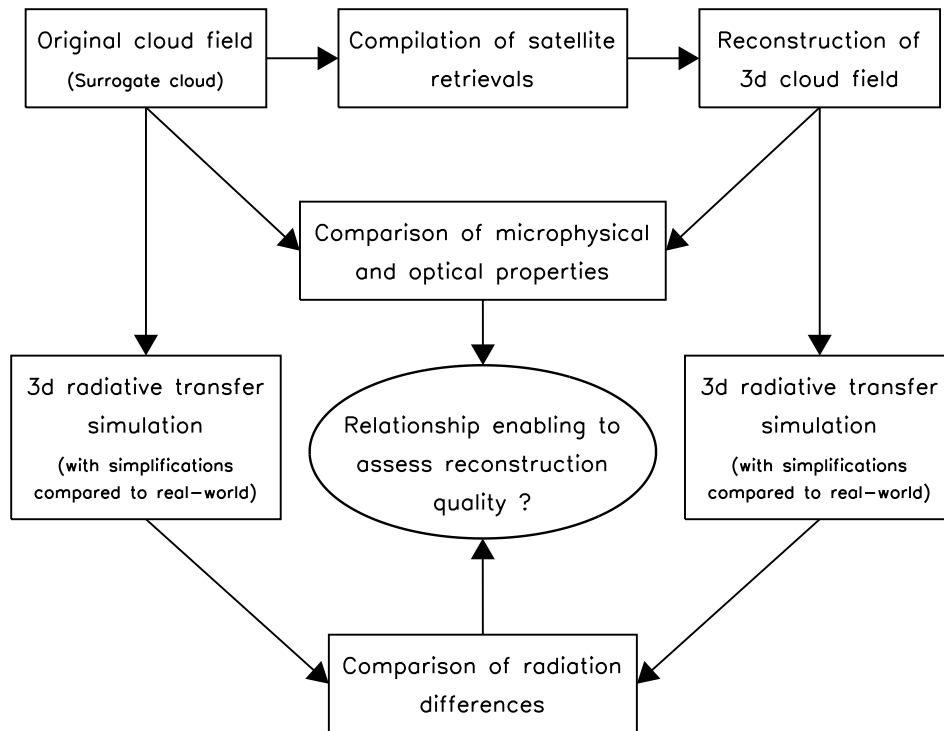 Original cloud field
(Surrogate cloud)
Compilation of satellite
retrievals
Reconstruction of
3d cloud field
Comparison of microphysical
and optical properties
3d radiative transfer
simulation
(with simplifications
compared to real-world)
Relationship enabling to
assess reconstruction
quality ?
3d radiative transfer
simulation
(with simplifications
compared to real-world)
Comparison of radiation
differences